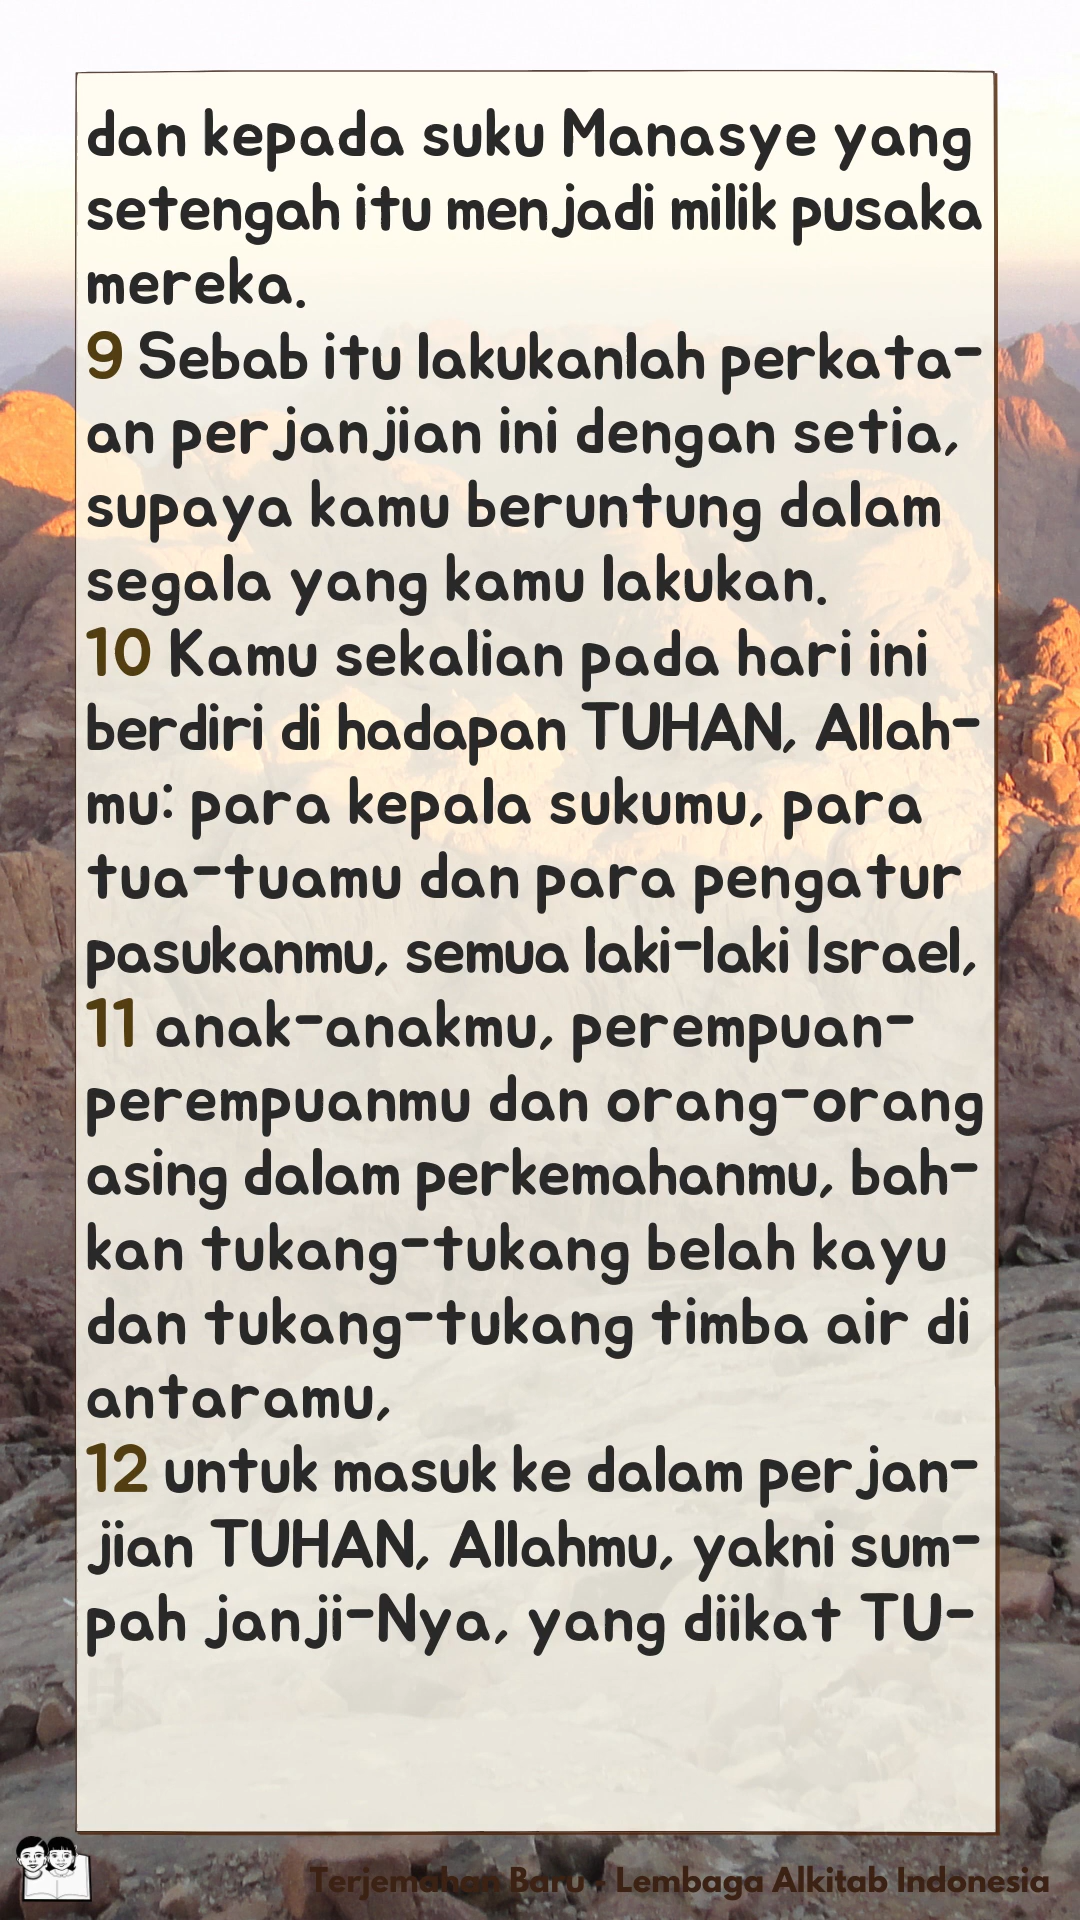 dan kepada suku Manasye yang
setengah itu menjadi milik pusaka
mereka.
9 Sebab itu lakukanlah perkata-
an perjanjian ini dengan setia,
supaya kamu beruntung dalam
segala yang kamu lakukan.
10 Kamu sekalian pada hari ini
berdiri di hadapan TUHAN, Allah-
mu: para kepala sukumu, para
tua-tuamu dan para pengatur
pasukanmu, semua laki-laki Israel,
11 anak-anakmu, perempuan-
perempuanmu dan orang-orang
asing dalam perkemahanmu, bah-
kan tukang-tukang belah kayu
dan tukang-tukang timba air di
antaramu,
12 untuk masuk ke dalam perjan-
jian TUHAN, Allahmu, yakni sum-
pah janji-Nya, yang diikat TU-
Terjemahan Baru - Lembaga Alkitab Indonesia